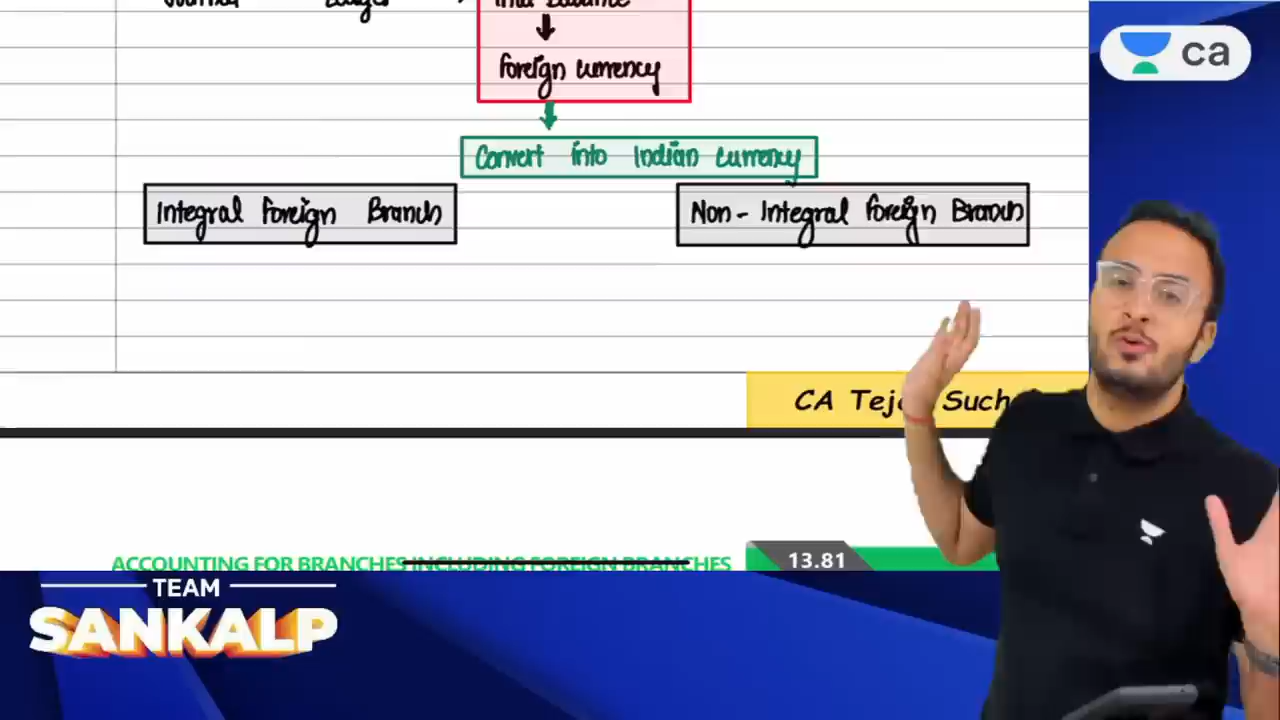 foreign currency
Convert into Indian Currency
Integral foreign Branch
Non - Integral foreign Branch
CA Suchak
ACCOUNTING FOR BRANCHES INCLUDING FOREIGN BRANCHES
13.81
TEAM
SANKALP
ca